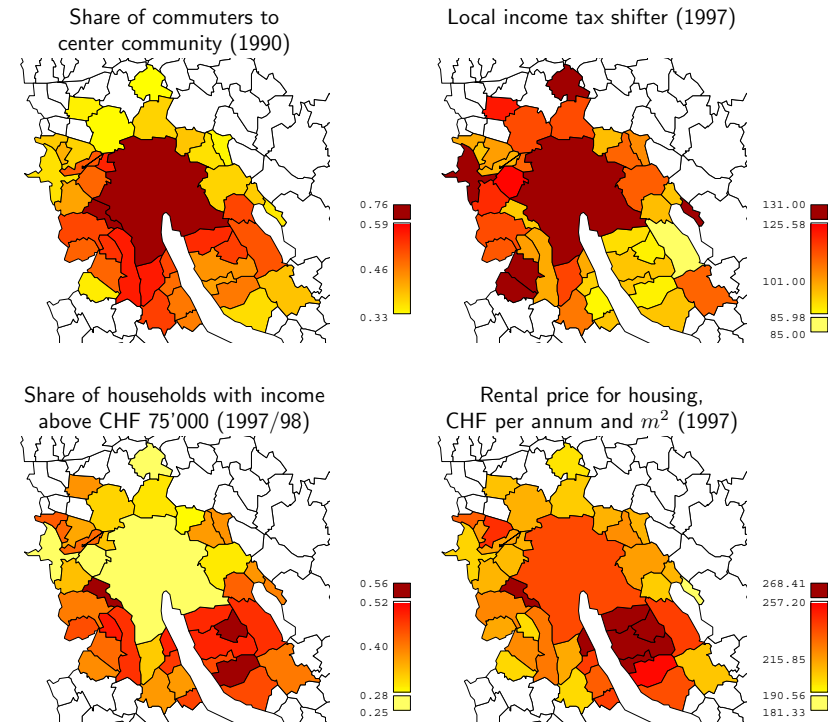 Share of commuters to
center community (1990)
0.76
0.59
0.46
0.33
Local income tax shifter (1997)
131.00
125.58
101.00
85.98
85.00
Share of households with income
above CHF 75'000 (1997/98)
0.56
0.52
0.40
0.28
0.25
Rental price for housing,
CHF per annum and m² (1997)
268.41
257.20
215.85
190.56
181.33